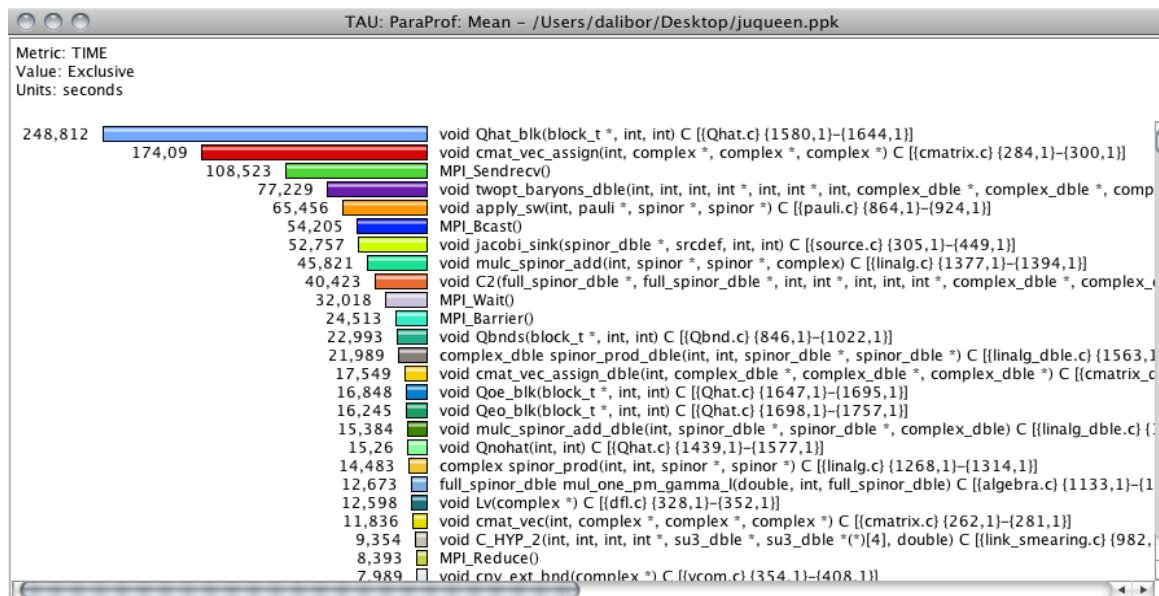 TAU: ParaProf: Mean – /Users/dalibor/Desktop/juqueen.ppk
Metric: TIME
Value: Exclusive
Units: seconds
248,812 void Qhat_blk(block_t *, int, int) C [{Qhat.c} {1580,1}–{1644,1}]
174,09 void cmat_vec_assign(int, complex *, complex *, complex *) C [{cmatrix.c} {284,1}–{300,1}]
108,523 MPI_Sendrecv()
77,229 void twopt_baryons_dble(int, int, int, int *, int, int *, int, complex_dble *, complex_dble *, comp
65,456 void apply_sw(int, pauli *, spinor *, spinor *) C [{pauli.c} {864,1}–{924,1}]
54,205 MPI_Bcast()
52,757 void jacobi_sink(spinor_dble *, srcdef, int, int) C [{source.c} {305,1}–{449,1}]
45,821 void mulc_spinor_add(int, spinor *, spinor *, complex) C [{linalg.c} {1377,1}–{1394,1}]
40,423 void C2(full_spinor_dble *, full_spinor_dble *, int, int *, int, int, int *, complex_dble *, complex_
32,018 MPI_Wait()
24,513 MPI_Barrier()
22,993 void Qbnds(block_t *, int, int) C [{Qbnd.c} {846,1}–{1022,1}]
21,989 complex_dble spinor_prod_dble(int, int, spinor_dble *, spinor_dble *) C [{linalg_dble.c} {1563,1
17,549 void cmat_vec_assign_dble(int, complex_dble *, complex_dble *, complex_dble *) C [{cmatrix_d
16,848 void Qoe_blk(block_t *, int, int) C [{Qhat.c} {1647,1}–{1695,1}]
16,245 void Qeo_blk(block_t *, int, int) C [{Qhat.c} {1698,1}–{1757,1}]
15,384 void mulc_spinor_add_dble(int, spinor_dble *, spinor_dble *, complex_dble) C [{linalg_dble.c} {
15,26 void Qnohat(int, int) C [{Qhat.c} {1439,1}–{1577,1}]
14,483 complex spinor_prod(int, int, spinor *, spinor *) C [{linalg.c} {1268,1}–{1314,1}]
12,673 full_spinor_dble mul_one_pm_gamma_l(double, int, full_spinor_dble) C [{algebra.c} {1133,1}–{1
12,598 void Lv(complex *) C [{dfl.c} {328,1}–{352,1}]
11,836 void cmat_vec(int, complex *, complex *, complex *) C [{cmatrix.c} {262,1}–{281,1}]
9,354 void C_HYP_2(int, int, int, int *, su3_dble *, su3_dble *(*)[4], double) C [{link_smearing.c} {982,
8,393 MPI_Reduce()
7,989 void cpy_ext_bnd(complex *) C [{vcom.c} {354,1}–{408,1}]